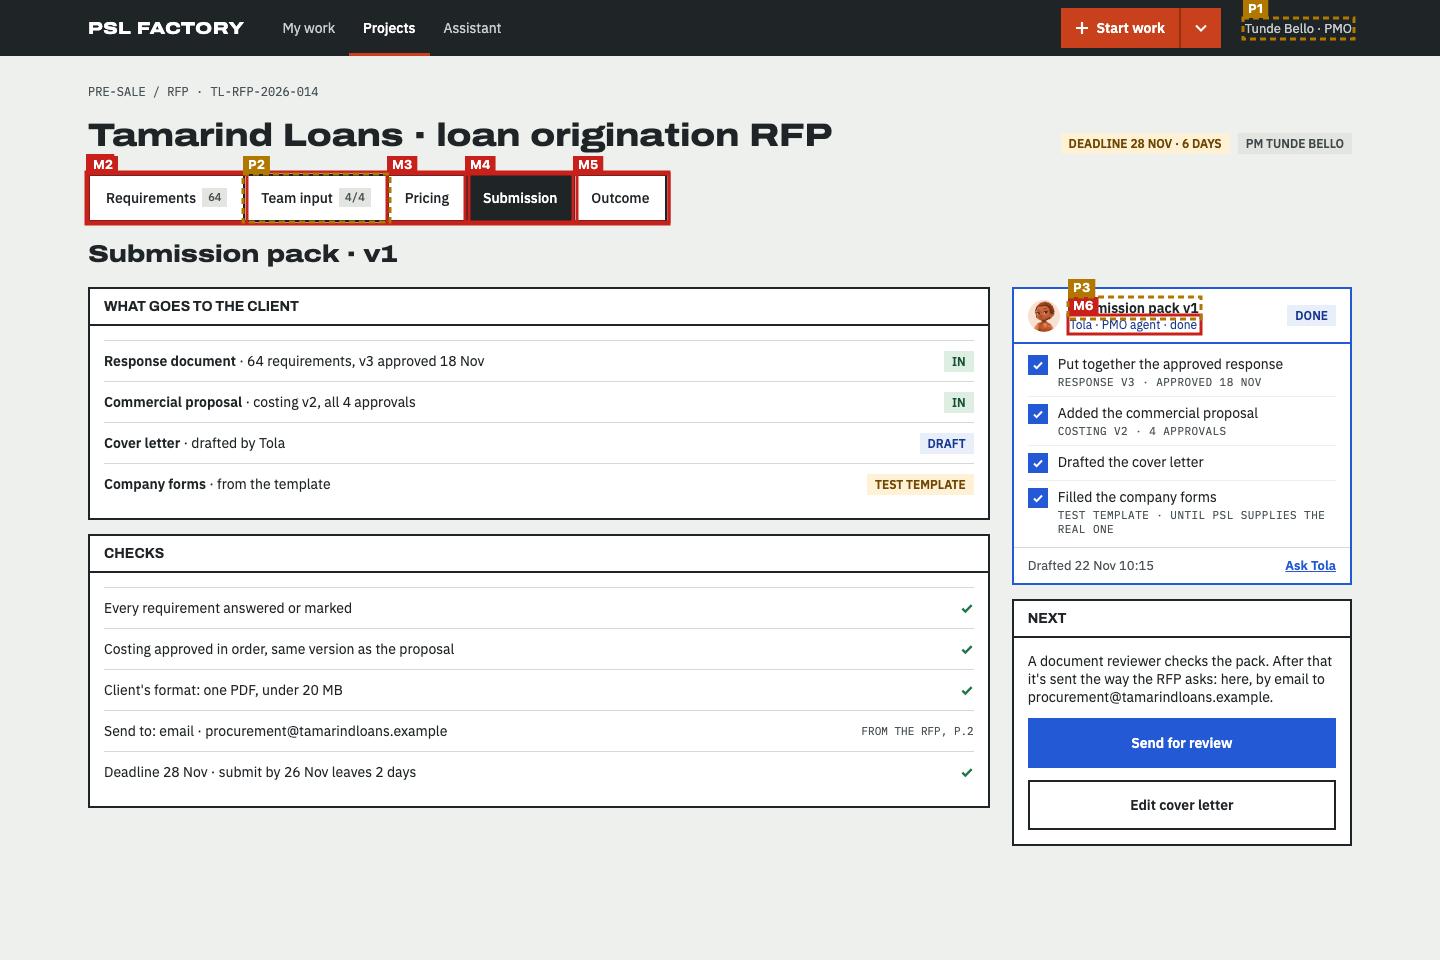 PSL FACTORY
My work
Projects
Assistant
Start work
P1
Tunde Bello · PMO
PRE-SALE / RFP · TL-RFP-2026-014
Tamarind Loans · loan origination RFP
DEADLINE 28 NOV · 6 DAYS
PM TUNDE BELLO
M2
P2
M3
M4
M5
Requirements 64
Team input 4/4
Pricing
Submission
Outcome
Submission pack · v1
WHAT GOES TO THE CLIENT
Response document · 64 requirements, v3 approved 18 Nov
IN
Commercial proposal · costing v2, all 4 approvals
IN
Cover letter · drafted by Tola
DRAFT
Company forms · from the template
TEST TEMPLATE
CHECKS
Every requirement answered or marked
Costing approved in order, same version as the proposal
Client's format: one PDF, under 20 MB
Send to: email · procurement@tamarindloans.example
FROM THE RFP, P.2
Deadline 28 Nov · submit by 26 Nov leaves 2 days
P3
M6
mission pack v1
Tola · PMO agent · done
DONE
Put together the approved response
RESPONSE V3 · APPROVED 18 NOV
Added the commercial proposal
COSTING V2 · 4 APPROVALS
Drafted the cover letter
Filled the company forms
TEST TEMPLATE · UNTIL PSL SUPPLIES THE
REAL ONE
Drafted 22 Nov 10:15
Ask Tola
NEXT
A document reviewer checks the pack. After that
it's sent the way the RFP asks: here, by email to
procurement@tamarindloans.example.
Send for review
Edit cover letter